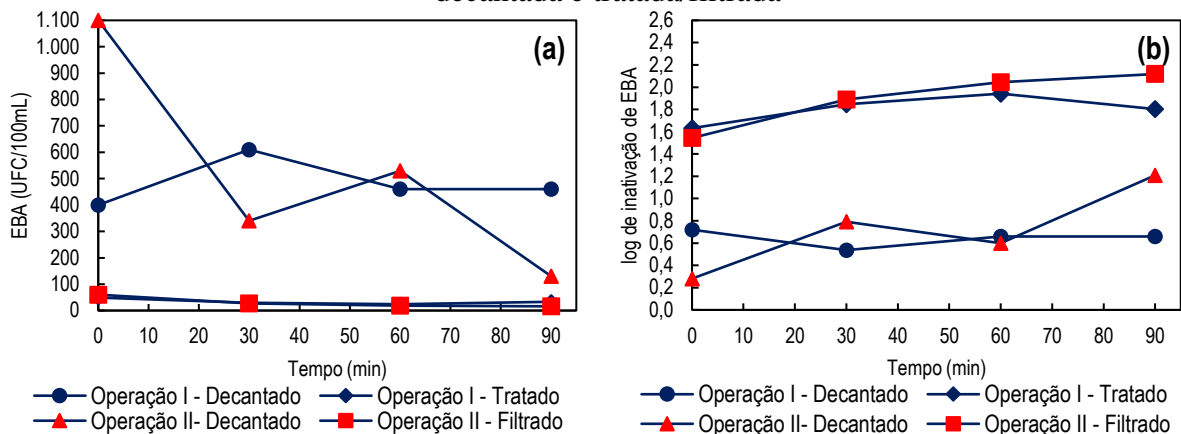 decantada e tratada/filtrada
1.100
1.000
900
800
700
600
500
400
300
200
100
0
EBA (UFC/100mL)
(a)
0 10 20 30 40 50 60 70 80 90
Tempo (min)
Operação I - Decantado Operação I - Tratado
Operação II- Decantado Operação II - Filtrado
2,6
2,4
2,2
2,0
1,8
1,6
1,4
1,2
1,0
0,8
0,6
0,4
0,2
0,0
log de inativação de EBA
(b)
0 10 20 30 40 50 60 70 80 90
Tempo (min)
Operação I - Decantado Operação I - Tratado
Operação II- Decantado Operação II - Filtrado